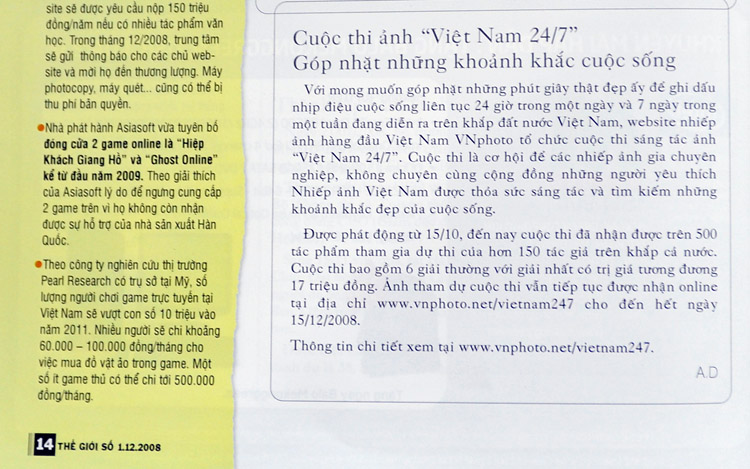 site sẽ được yêu cầu nộp 150 triệu
đồng/năm nếu có nhiều tác phẩm văn
học. Trong tháng 12/2008, trung tâm
sẽ gửi thông báo cho các chủ web-
site và mời họ đến thương lượng. Máy
photocopy, máy quét... cũng có thể bị
thu phí bản quyền.
●Nhà phát hành Asiasoft vừa tuyên bố
đóng cửa 2 game online là “Hiệp
Khách Giang Hồ” và “Ghost Online”
kể từ đầu năm 2009. Theo giải thích
của Asiasoft lý do để ngưng cung cấp
2 game trên vì họ không còn nhận
được sự hỗ trợ của nhà sản xuất Hàn
Quốc.
●Theo công ty nghiên cứu thị trường
Pearl Research có trụ sở tại Mỹ, số
lượng người chơi game trực tuyến tại
Việt Nam sẽ vượt con số 10 triệu vào
năm 2011. Nhiều người sẽ chi khoảng
60.000 – 100.000 đồng/tháng cho
việc mua đồ vật ảo trong game. Một
số ít game thủ có thể chi tới 500.000
đồng/tháng.
14 THẾ GIỚI SỐ 1.12.2008
Cuộc thi ảnh “Việt Nam 24/7”
Góp nhặt những khoảnh khắc cuộc sống
Với mong muốn góp nhặt những phút giây thật đẹp ấy để ghi dấu
nhịp điệu cuộc sống liên tục 24 giờ trong một ngày và 7 ngày trong
một tuần đang diễn ra trên khắp đất nước Việt Nam, website nhiếp
ảnh hàng đầu Việt Nam VNphoto tổ chức cuộc thi sáng tác ảnh
“Việt Nam 24/7”. Cuộc thi là cơ hội để các nhiếp ảnh gia chuyên
nghiệp, không chuyên cùng cộng đồng những người yêu thích
Nhiếp ảnh Việt Nam được thỏa sức sáng tác và tìm kiếm những
khoảnh khắc đẹp của cuộc sống.
Được phát động từ 15/10, đến nay cuộc thi đã nhận được trên 500
tác phẩm tham gia dự thi của hơn 150 tác giả trên khắp cả nước.
Cuộc thi bao gồm 6 giải thưởng với giải nhất có trị giá tương đương
17 triệu đồng. Ảnh tham dự cuộc thi vẫn tiếp tục được nhận online
tại địa chỉ www.vnphoto.net/vietnam247 cho đến hết ngày
15/12/2008.
Thông tin chi tiết xem tại www.vnphoto.net/vietnam247.
A.D